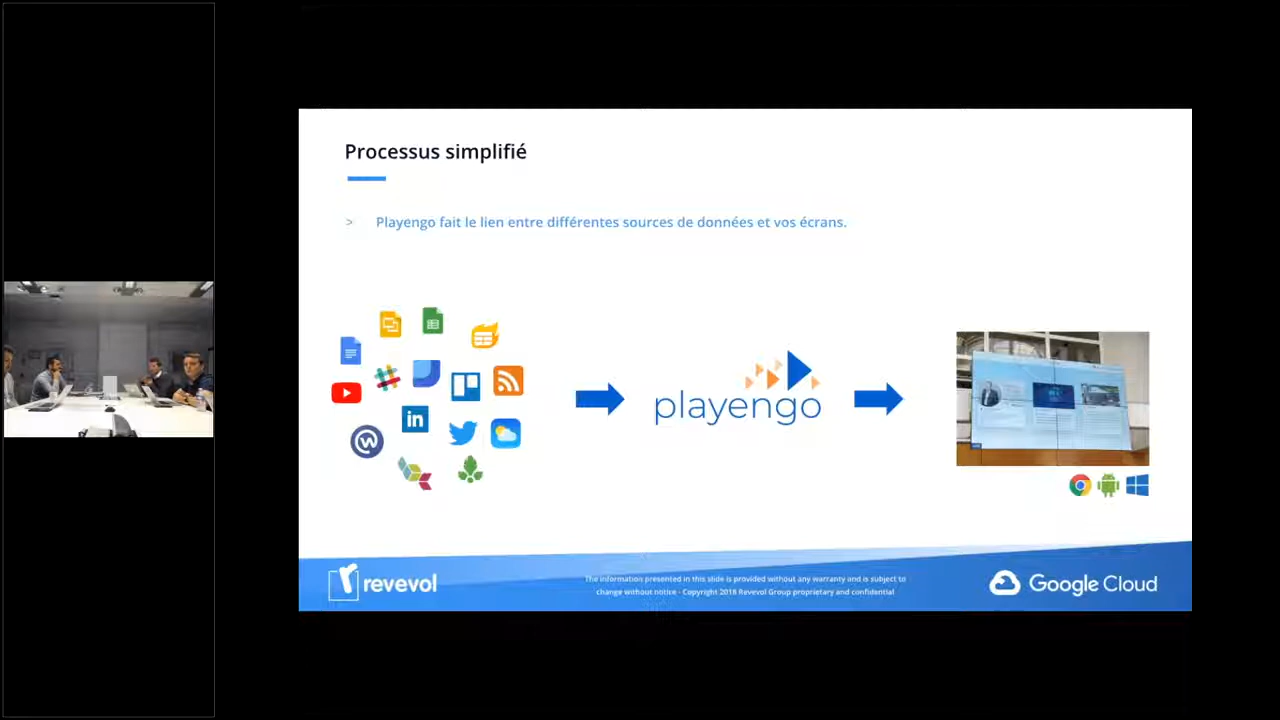 Processus simplifié
> Playengo fait le lien entre différentes sources de données et vos écrans.
in
playengo
revevol
The information presented in this slide is provided without any warranty and is subject to
change without notice - Copyright 2018 Revevol Group proprietary and confidential
Google Cloud